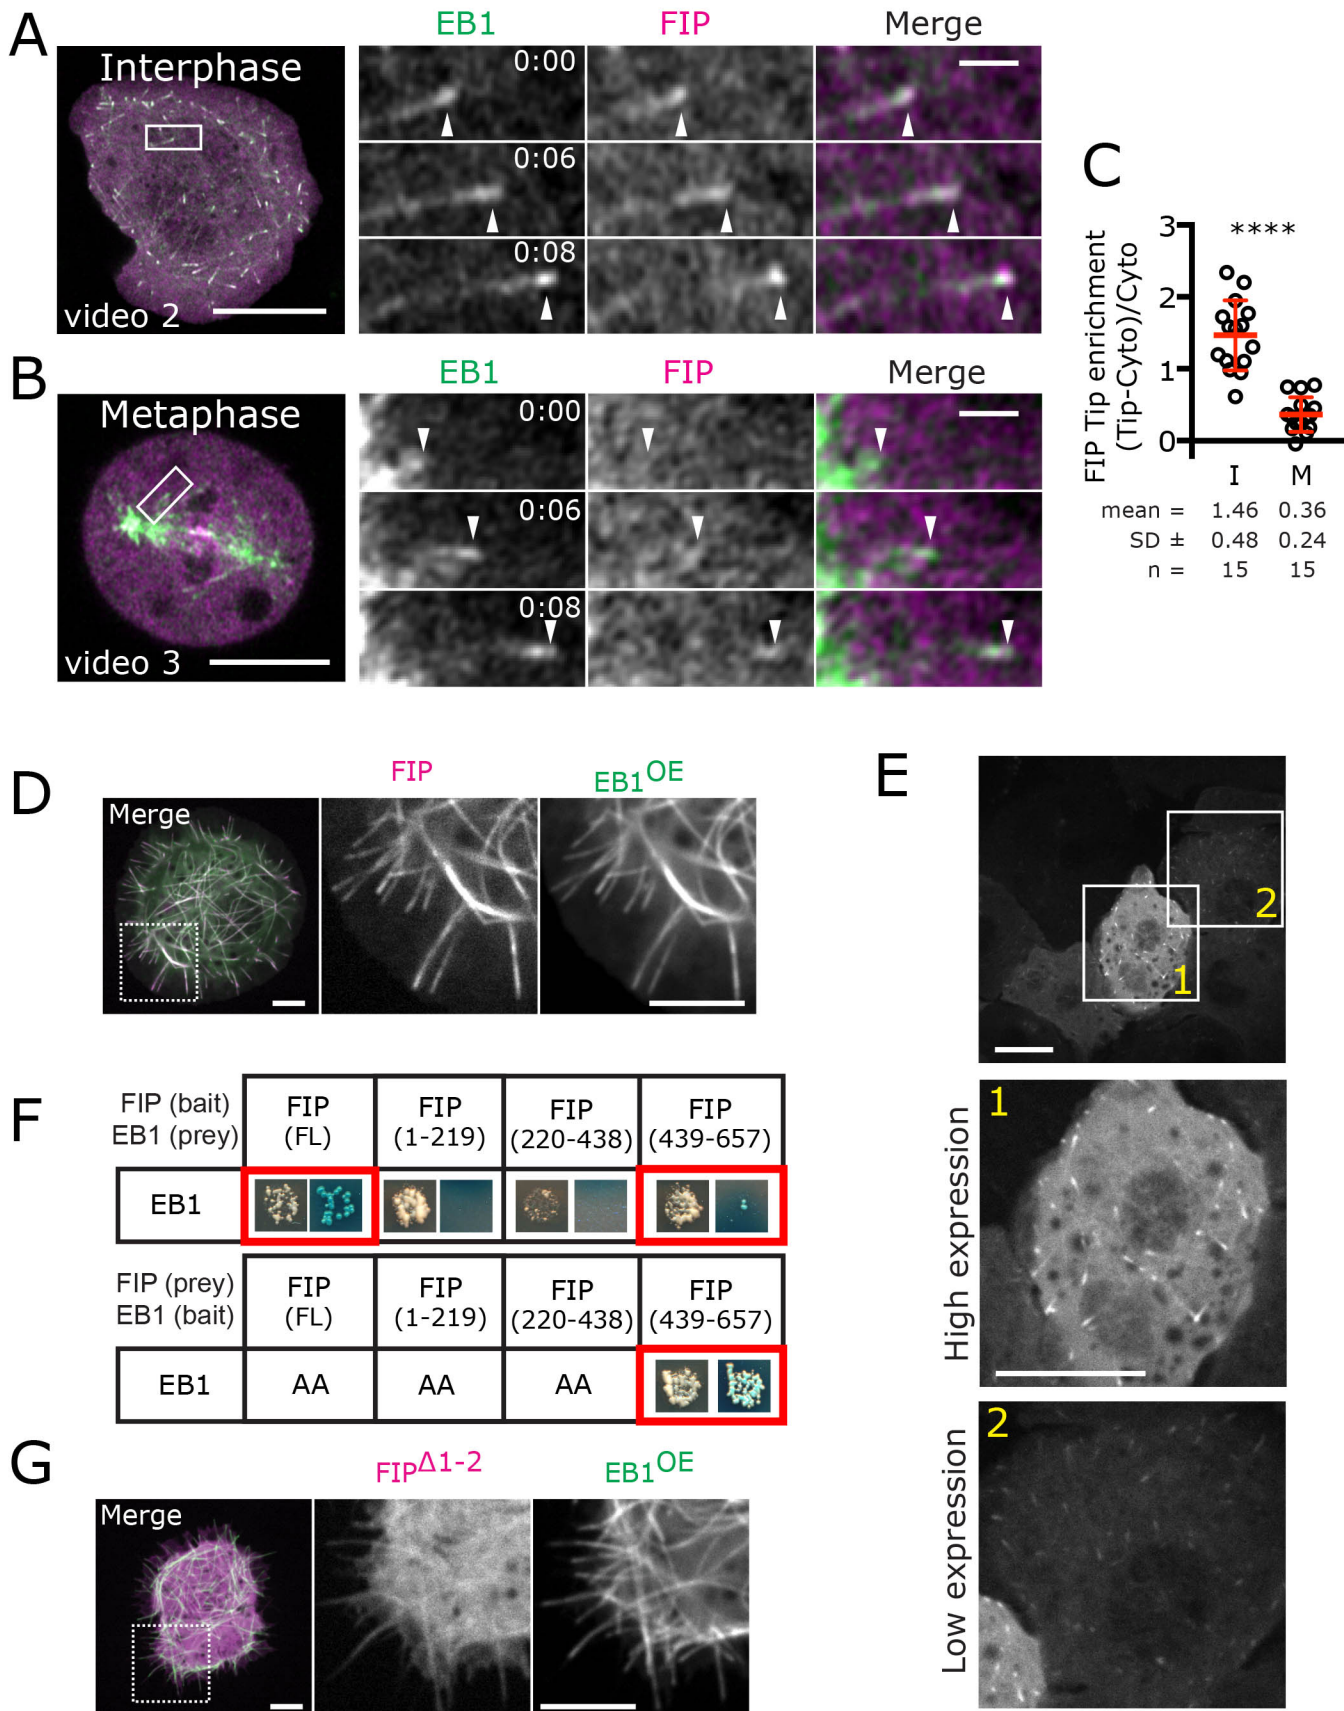 A
Interphase
video 2
EB1
FIP
Merge
0:00
0:06
0:08
B
Metaphase
video 3
EB1
FIP
Merge
0:00
0:06
0:08
C
FIP Tip enrichment
(Tip-Cyto)/Cyto
3
2
1
0
****
I M
mean = 1.46 0.36
SD ± 0.48 0.24
n = 15 15
D
Merge
FIP
EB1OE
E
1
2
High expression
1
Low expression
2
F
FIP (bait)
EB1 (prey)
FIP
(FL)
FIP
(1-219)
FIP
(220-438)
FIP
(439-657)
EB1
FIP (prey)
EB1 (bait)
FIP
(FL)
FIP
(1-219)
FIP
(220-438)
FIP
(439-657)
EB1
AA
AA
AA
G
Merge
FIPΔ1-2
EB1OE